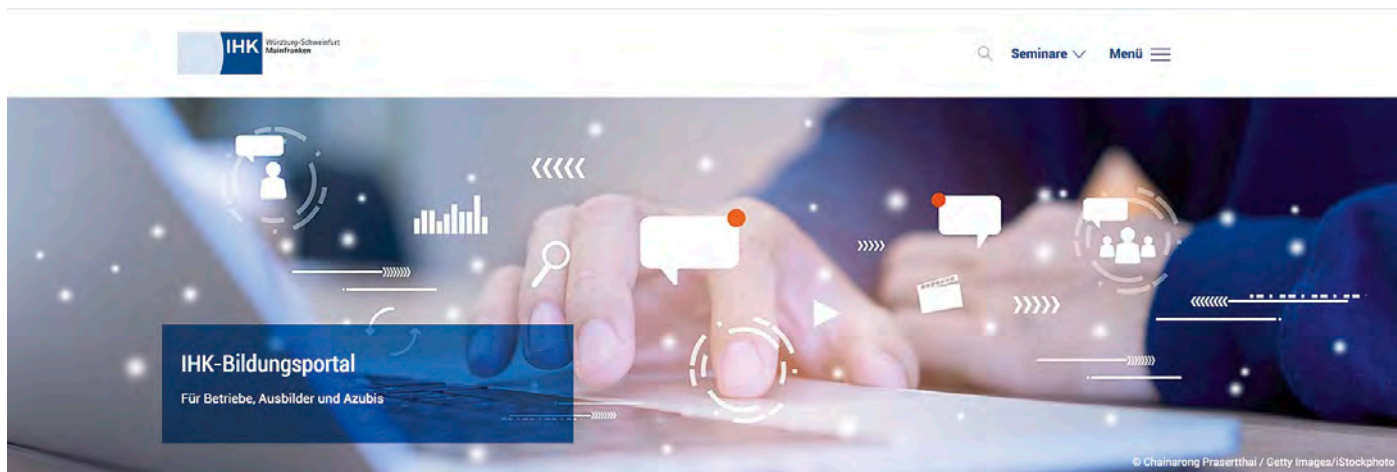 IHK
Würzburg-Schweinfurt
Mainfranken
Seminare
Menü
IHK-Bildungsportal
Für Betriebe, Ausbilder und Azubis
© Chainarong Prasertthai / Getty Images/iStockphoto